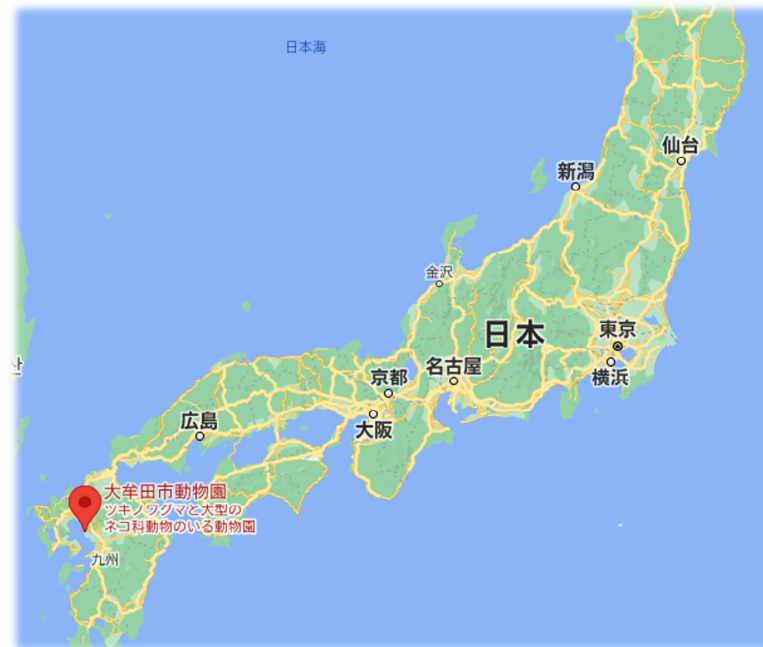 日本海
仙台
新潟
金沢
日本
東京
名古屋
京都
横浜
広島
大阪
大牟田市動物園
ツキノワグマと大型の
ネコ科動物のいる動物園
九州